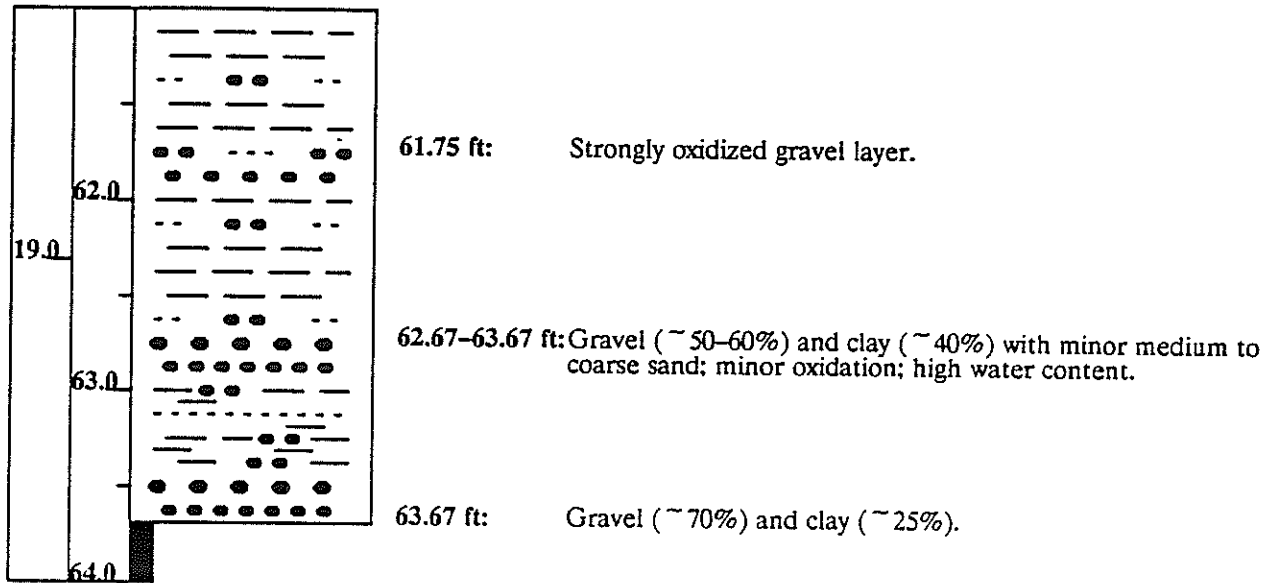 61.75 ft: Strongly oxidized gravel layer.
62.0
19.0
62.67–63.67 ft: Gravel (~50–60%) and clay (~40%) with minor medium to
coarse sand; minor oxidation; high water content.
63.0
63.67 ft: Gravel (~70%) and clay (~25%).
64.0